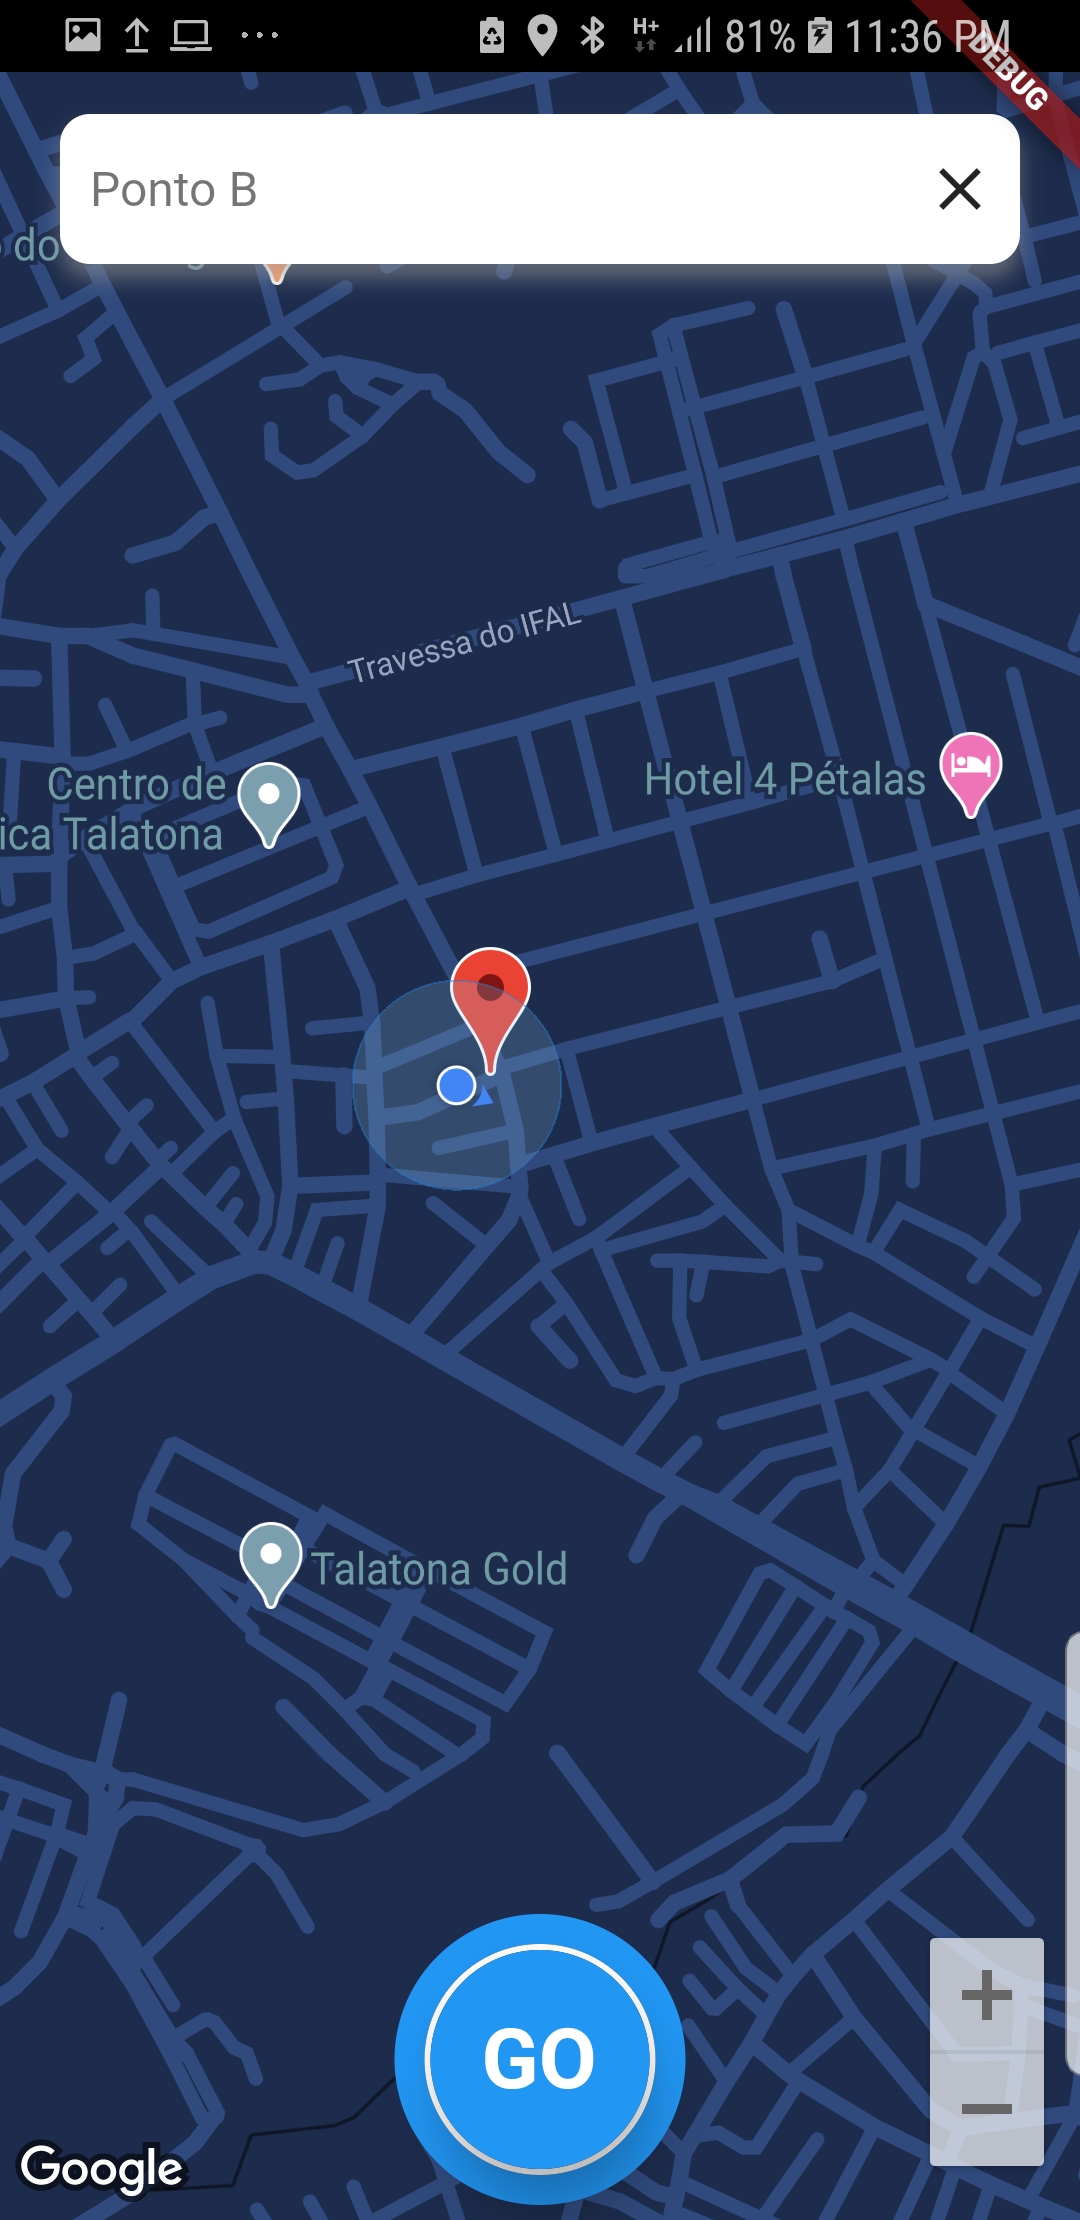 H+ 81% 11:36 PM
DEBUG
Ponto B
do
Travessa do IFAL
Centro de
ica Talatona
Hotel 4 Pétalas
Talatona Gold
GO
Google